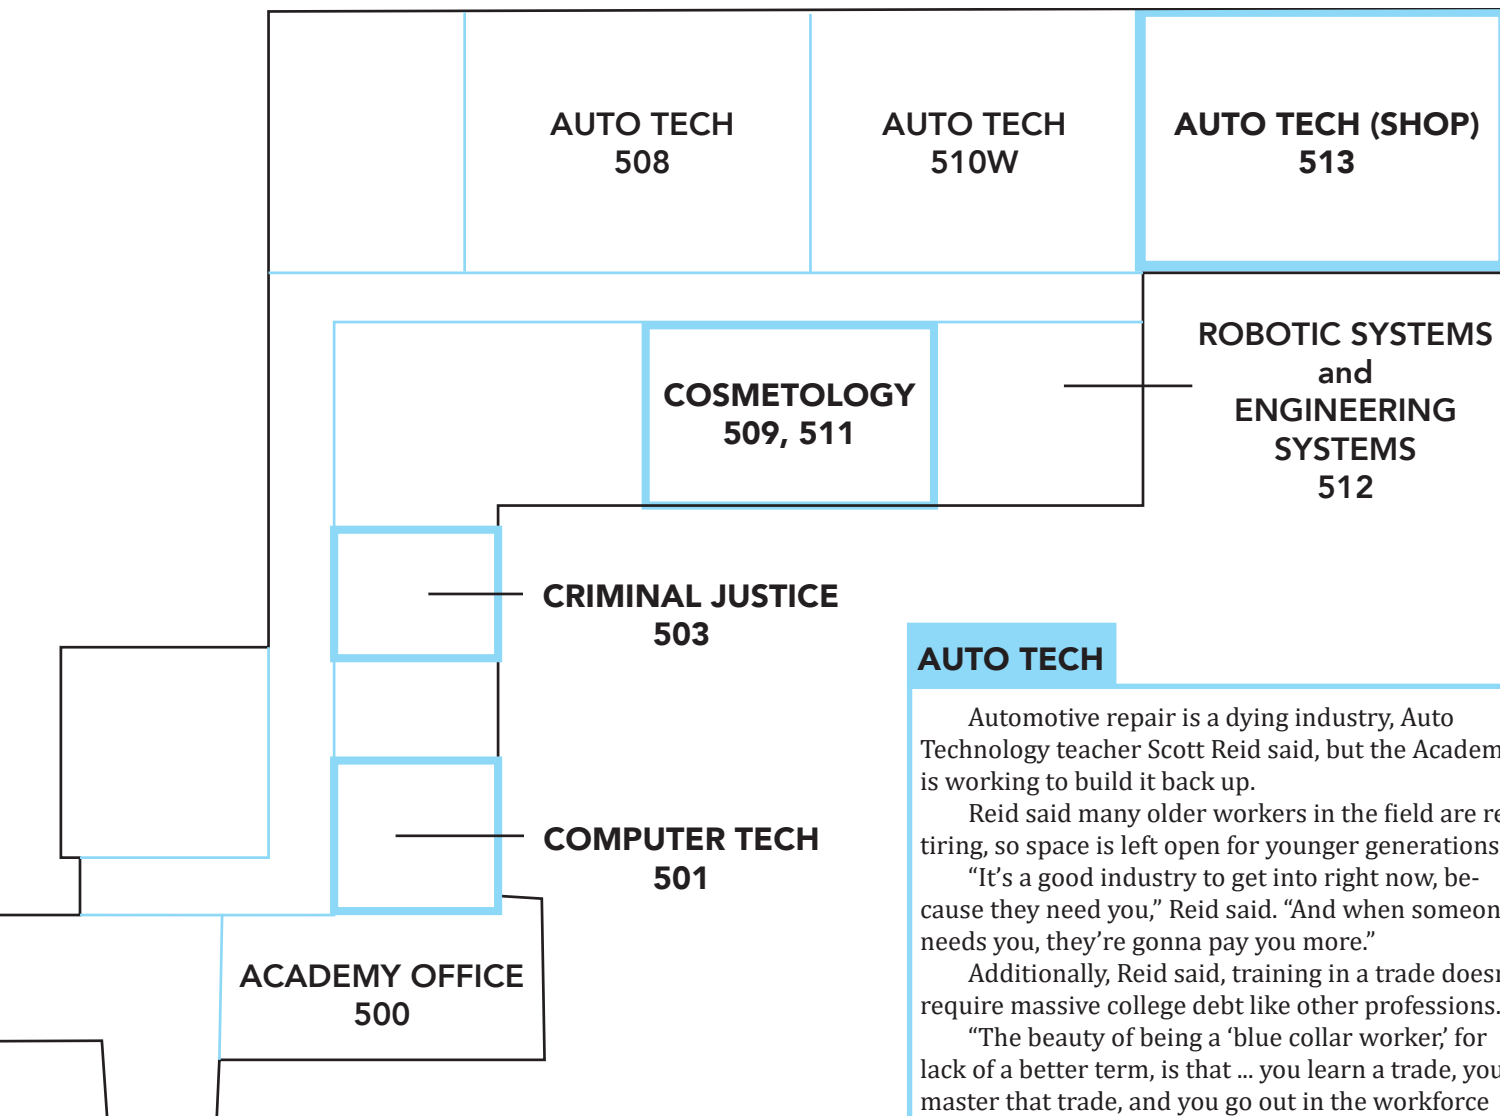 AUTO TECH
508
AUTO TECH
510W
AUTO TECH (SHOP)
513
COSMETOLOGY
509, 511
ROBOTIC SYSTEMS
and
ENGINEERING
SYSTEMS
512
CRIMINAL JUSTICE
503
COMPUTER TECH
501
ACADEMY OFFICE
500
AUTO TECH
Automotive repair is a dying industry, Auto
Technology teacher Scott Reid said, but the Academ
is working to build it back up.
Reid said many older workers in the field are re
tiring, so space is left open for younger generations
“It’s a good industry to get into right now, be-
cause they need you,” Reid said. “And when someon
needs you, they’re gonna pay you more.”
Additionally, Reid said, training in a trade doesn
require massive college debt like other professions.
“The beauty of being a ‘blue collar worker,’ for
lack of a better term, is that ... you learn a trade, you
master that trade, and you go out in the workforce